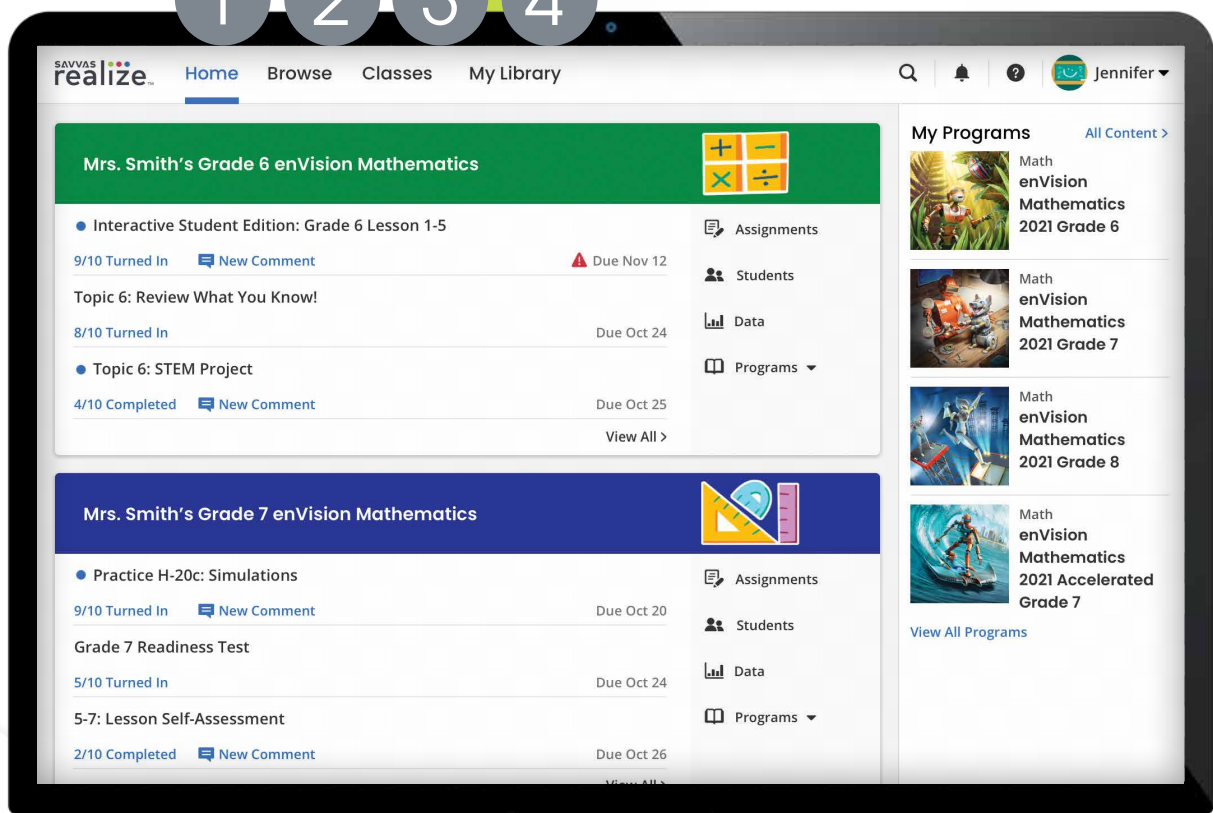 1 2 3 4
SAVVAS
realize™
Home Browse Classes My Library
Jennifer
Mrs. Smith's Grade 6 enVision Mathematics
Interactive Student Edition: Grade 6 Lesson 1-5
9/10 Turned In New Comment Due Nov 12
Topic 6: Review What You Know!
8/10 Turned In Due Oct 24
Topic 6: STEM Project
4/10 Completed New Comment Due Oct 25
View All >
Assignments
Students
Data
Programs
Mrs. Smith's Grade 7 enVision Mathematics
Practice H-20c: Simulations
9/10 Turned In New Comment Due Oct 20
Grade 7 Readiness Test
5/10 Turned In Due Oct 24
5-7: Lesson Self-Assessment
2/10 Completed New Comment Due Oct 26
View All >
Assignments
Students
Data
Programs
My Programs All Content >
Math
enVision
Mathematics
2021 Grade 6
Math
enVision
Mathematics
2021 Grade 7
Math
enVision
Mathematics
2021 Grade 8
Math
enVision
Mathematics
2021 Accelerated
Grade 7
View All Programs